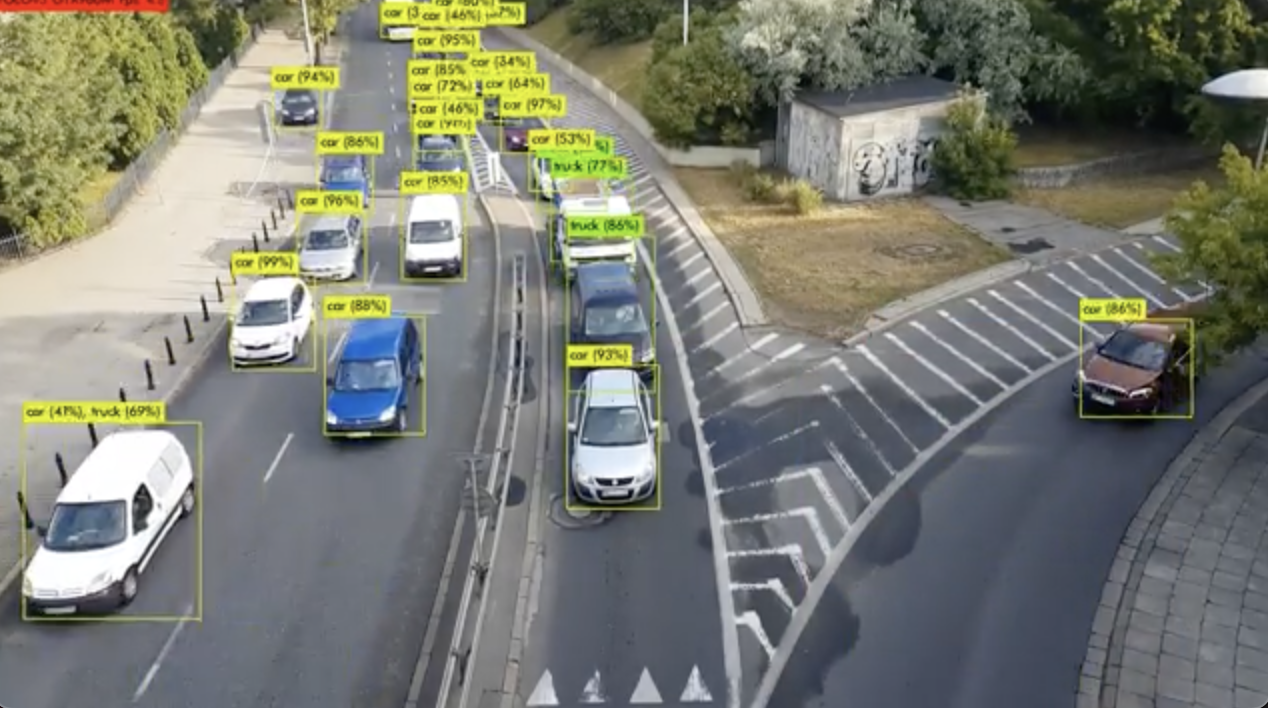 car (46%)
car (95%)
car (34%)
car (85%)
car (94%)
car (72%)
car (64%)
car (46%)
car (97%)
car (86%)
car (53%)
truck (77%)
car (85%)
car (96%)
truck (86%)
car (99%)
car (88%)
car (86%)
car (93%)
car (41%), truck (69%)